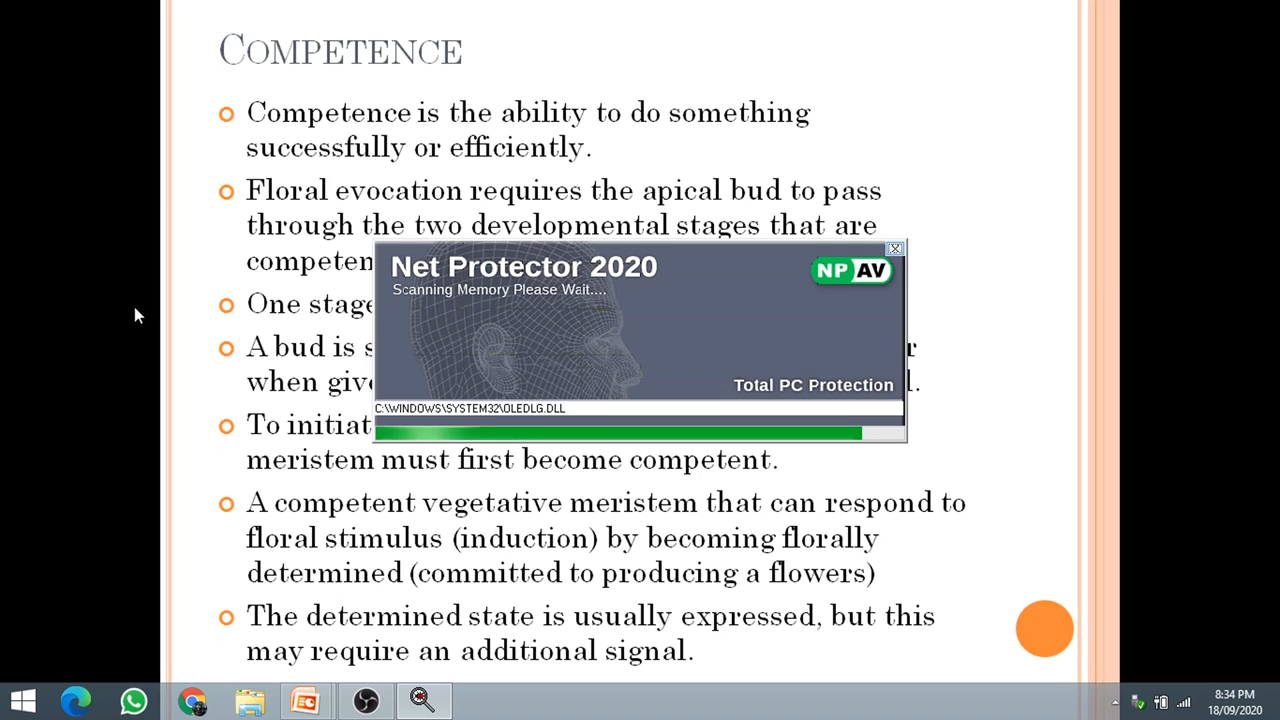 COMPETENCE
Competence is the ability to do something
successfully or efficiently.
Floral evocation requires the apical bud to pass
through the two developmental stages that are
competen
One stage
A bud is s
when give
To initiat
meristem must first become competent.
A competent vegetative meristem that can respond to
floral stimulus (induction) by becoming florally
determined (committed to producing a flowers)
The determined state is usually expressed, but this
may require an additional signal.
Net Protector 2020
NP AV
Scanning Memory Please Wait....
Total PC Protection
C:\WINDOWS\SYSTEM32\OLEDLG.DLL
8:34 PM
18/09/2020